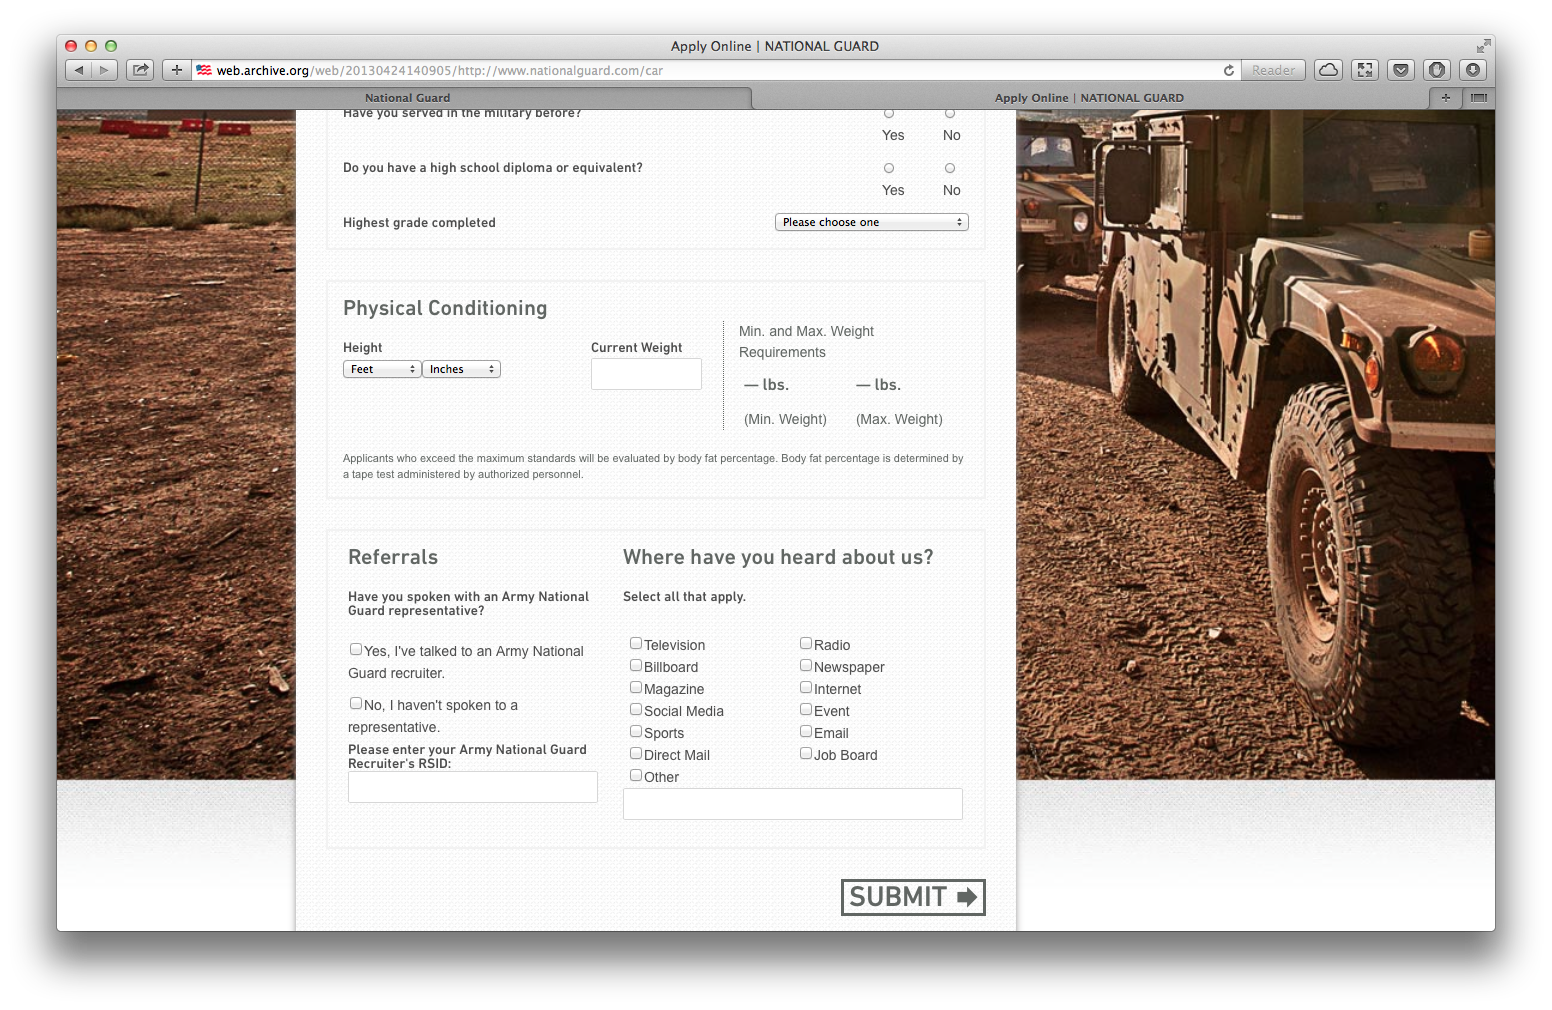 Apply Online | NATIONAL GUARD
web.archive.org/web/20130424140905/http://www.nationalguard.com/car
Reader
National Guard
Apply Online | NATIONAL GUARD
Have you served in the military before?
Yes No
Do you have a high school diploma or equivalent?
Yes No
Highest grade completed
Please choose one
Physical Conditioning
Height
Feet Inches
Current Weight
Min. and Max. Weight
Requirements
— lbs. — lbs.
(Min. Weight) (Max. Weight)
Applicants who exceed the maximum standards will be evaluated by body fat percentage. Body fat percentage is determined by
a tape test administered by authorized personnel.
Referrals
Have you spoken with an Army National
Guard representative?
Yes, I've talked to an Army National
Guard recruiter.
No, I haven't spoken to a
representative.
Please enter your Army National Guard
Recruiter's RSID:
Where have you heard about us?
Select all that apply.
Television Radio
Billboard Newspaper
Magazine Internet
Social Media Event
Sports Email
Direct Mail Job Board
Other
SUBMIT